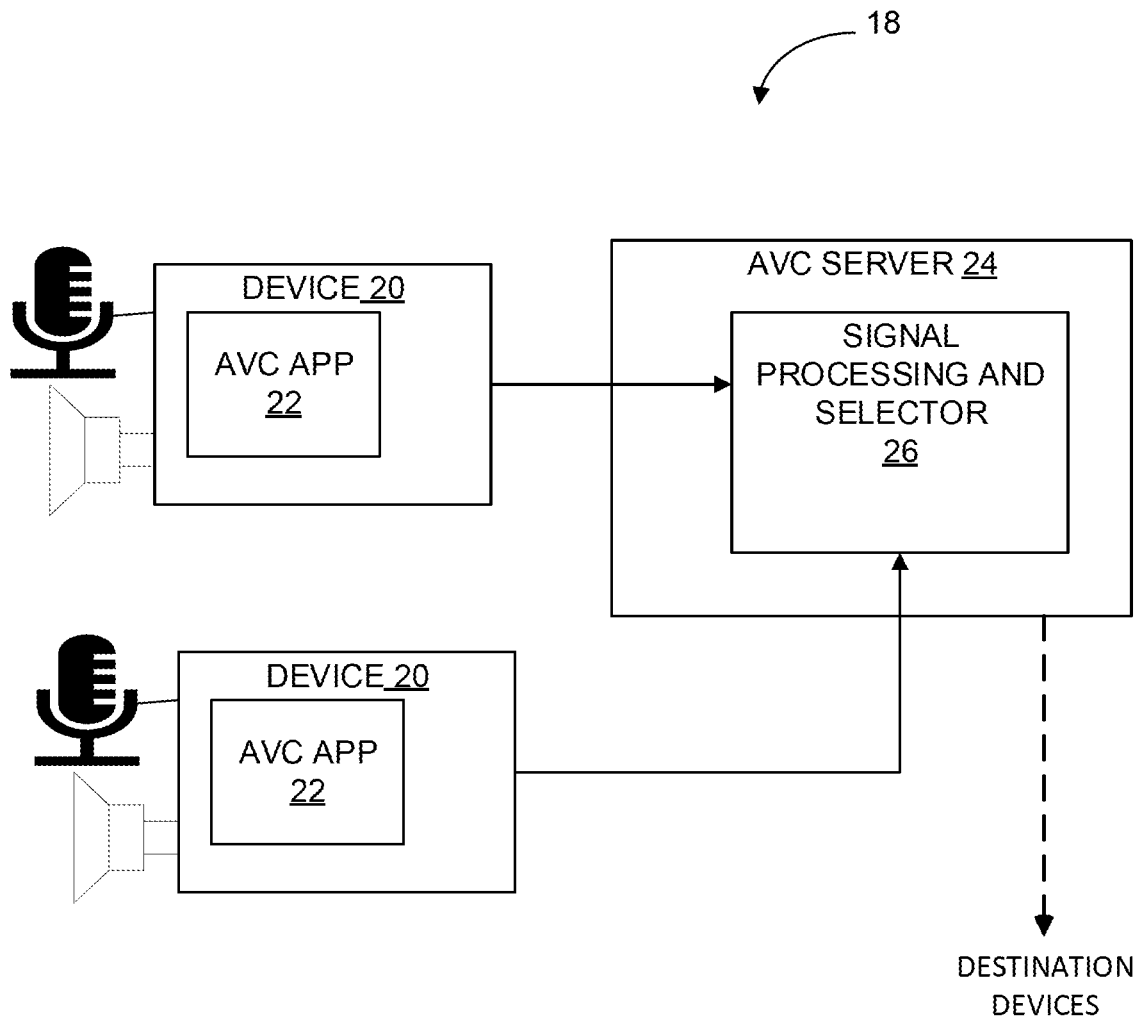 18
DEVICE 20
AVC APP
22
AVC SERVER 24
SIGNAL
PROCESSING AND
SELECTOR
26
DEVICE 20
AVC APP
22
DESTINATION
DEVICES